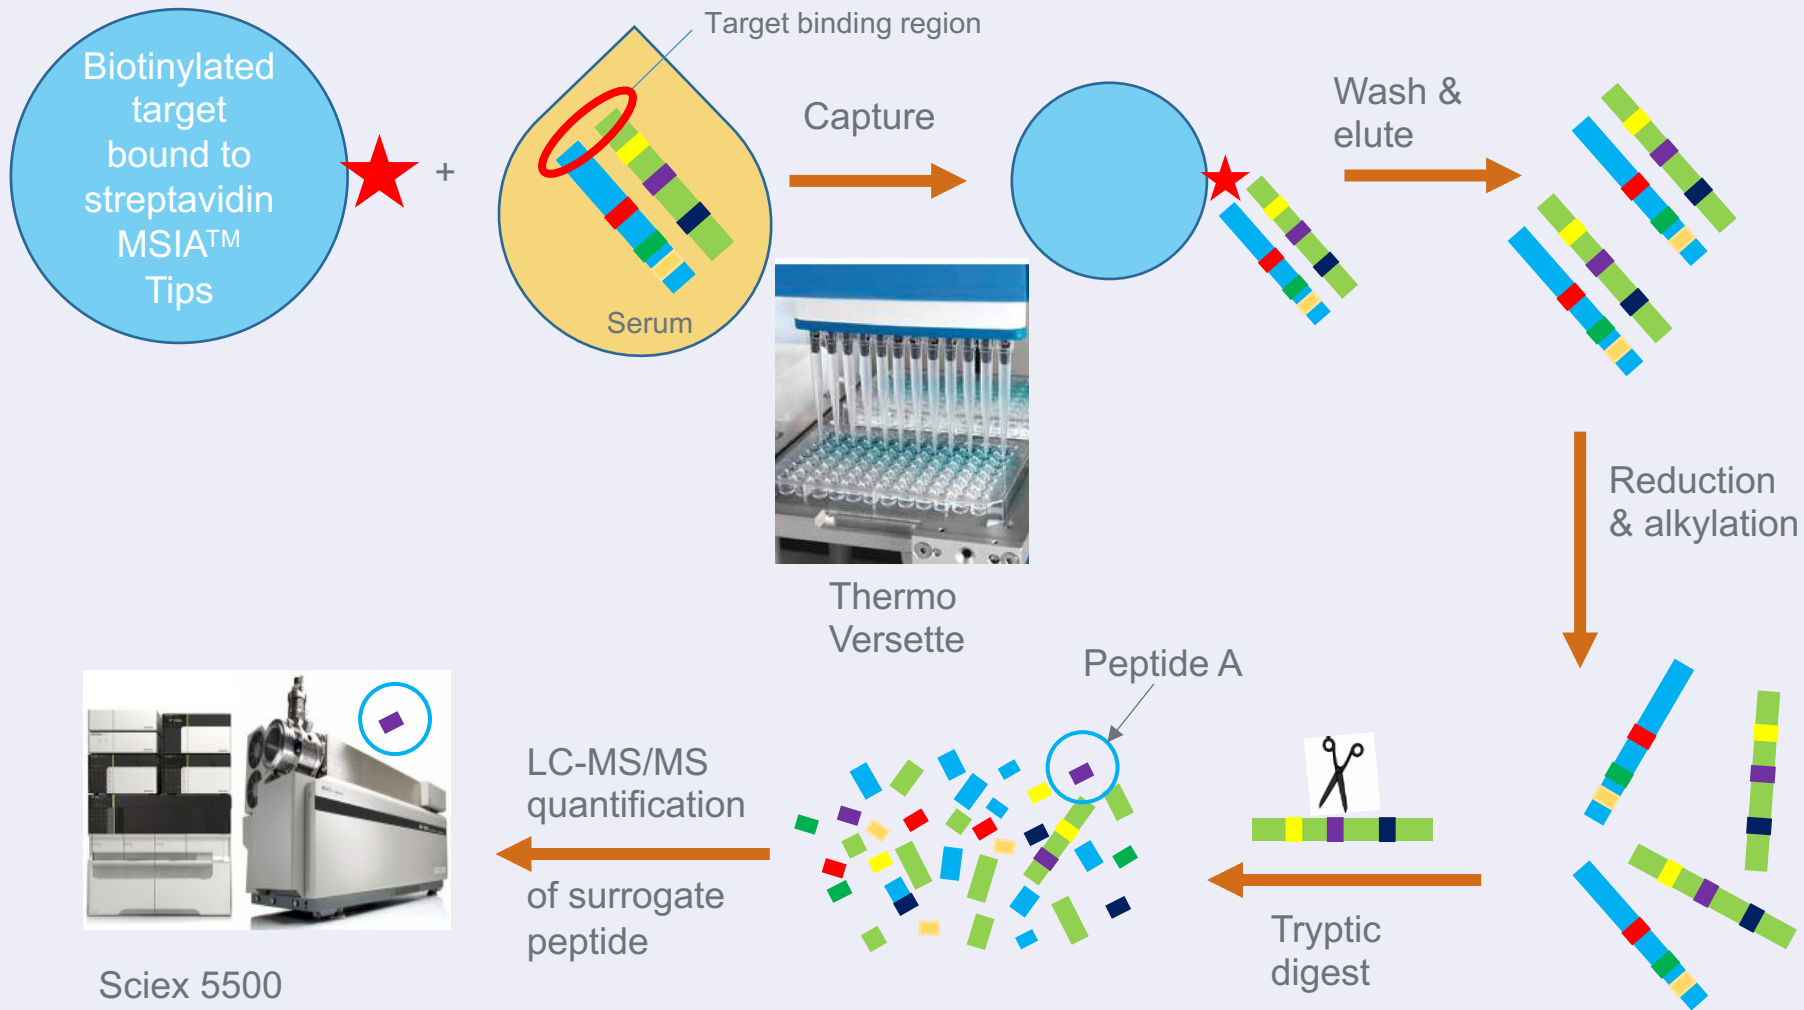 Biotinylated
target
bound to
streptavidin
MSIA™
Tips
+
Target binding region
Serum
Capture
Wash &
elute
Thermo
Versette
Reduction
& alkylation
Peptide A
Tryptic
digest
LC-MS/MS
quantification
of surrogate
peptide
Sciex 5500